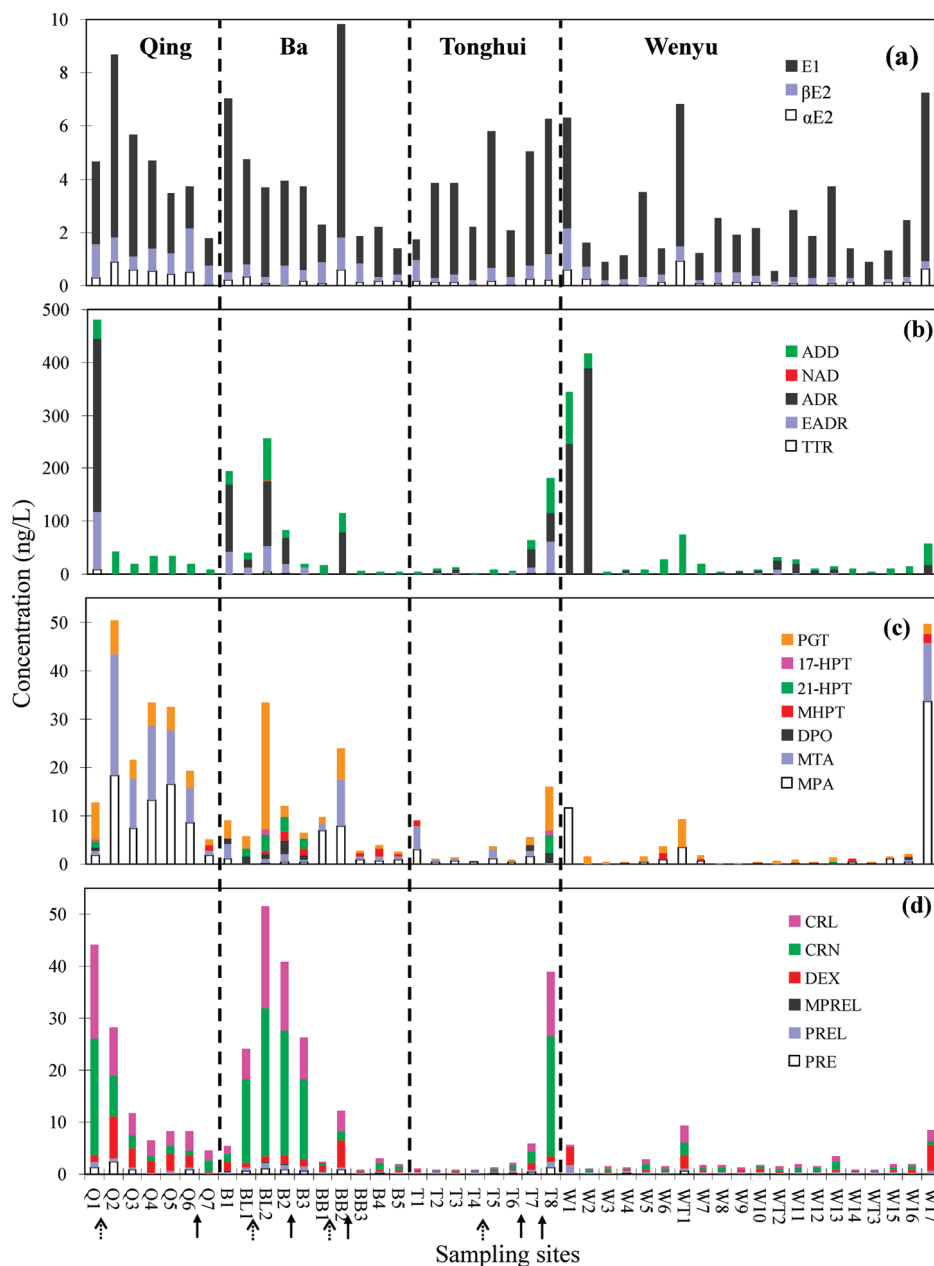 Qing Ba Tonghui Wenyu
(a)
E1
βE2
αE2
10
8
6
4
2
0
(b)
ADD
NAD
ADR
EADR
TTR
500
400
300
200
100
0
Concentration (ng/L)
(c)
PGT
17-HPT
21-HPT
MHPT
DPO
MTA
MPA
50
40
30
20
10
0
(d)
CRL
CRN
DEX
MPREL
PREL
PRE
50
40
30
20
10
0
Q1 Q2 Q3 Q4 Q5 Q6 Q7 B1 BL1 BL2 B2 B3 BB1 BB2 BB3 B4 B5 T1 T2 T3 T4 T5 T6 T7 T8 W1 W2 W3 W4 W5 W6 WT1 W7 W8 W9 W10 WT2 W11 W12 W13 W14 WT3 W15 W16 W17
Sampling sites